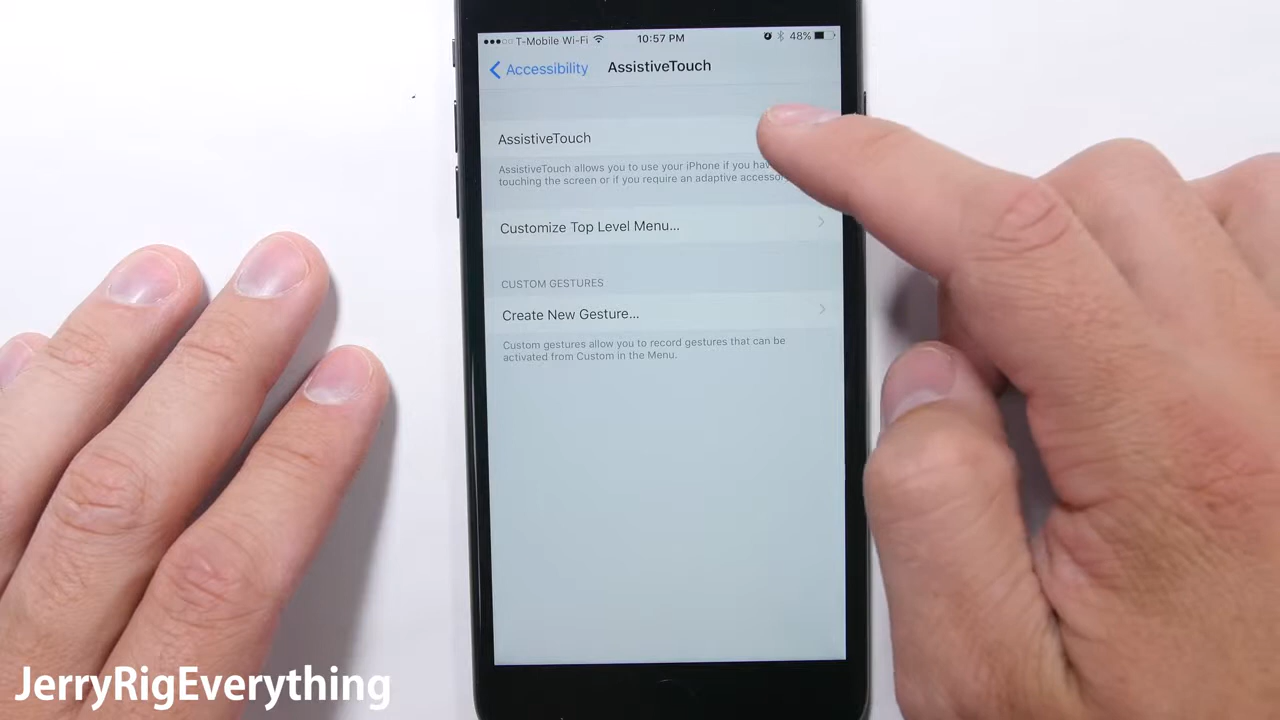 T-Mobile Wi-Fi 10:57 PM 48%
Accessibility AssistiveTouch
AssistiveTouch
AssistiveTouch allows you to use your iPhone if you
touching the screen or if you require an adaptive
Customize Top Level Menu...
CUSTOM GESTURES
Create New Gesture...
Custom gestures allow you to record gestures that can be
activated from Custom in the Menu.
JerryRigEverything